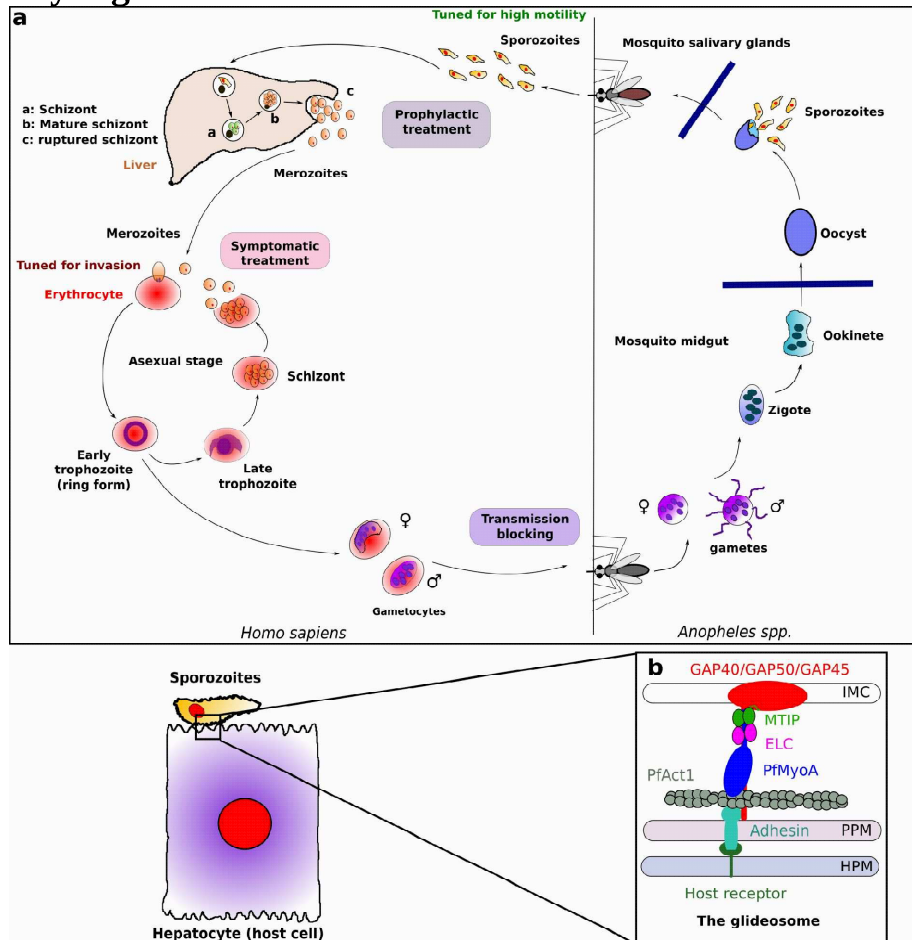 a
Tuned for high motility
Sporozoites
Mosquito salivary glands
Sporozoites
a: Schizont
b: Mature schizont
c: ruptured schizont
a
b
c
Prophylactic
treatment
Liver
Merozoites
Merozoites
Symptomatic
treatment
Tuned for invasion
Erythrocyte
Asexual stage
Schizont
Early
trophozoite
(ring form)
Late
trophozoite
♀
♂
Gametocytes
Transmission
blocking
Oocyst
Mosquito midgut
Ookinete
Zigote
♀
♂
gametes
Homo sapiens
Anopheles spp.
Sporozoites
Hepatocyte (host cell)
b
GAP40/GAP50/GAP45
IMC
MTIP
ELC
PfAct1
PfMyoA
Adhesin
PPM
HPM
Host receptor
The glideosome